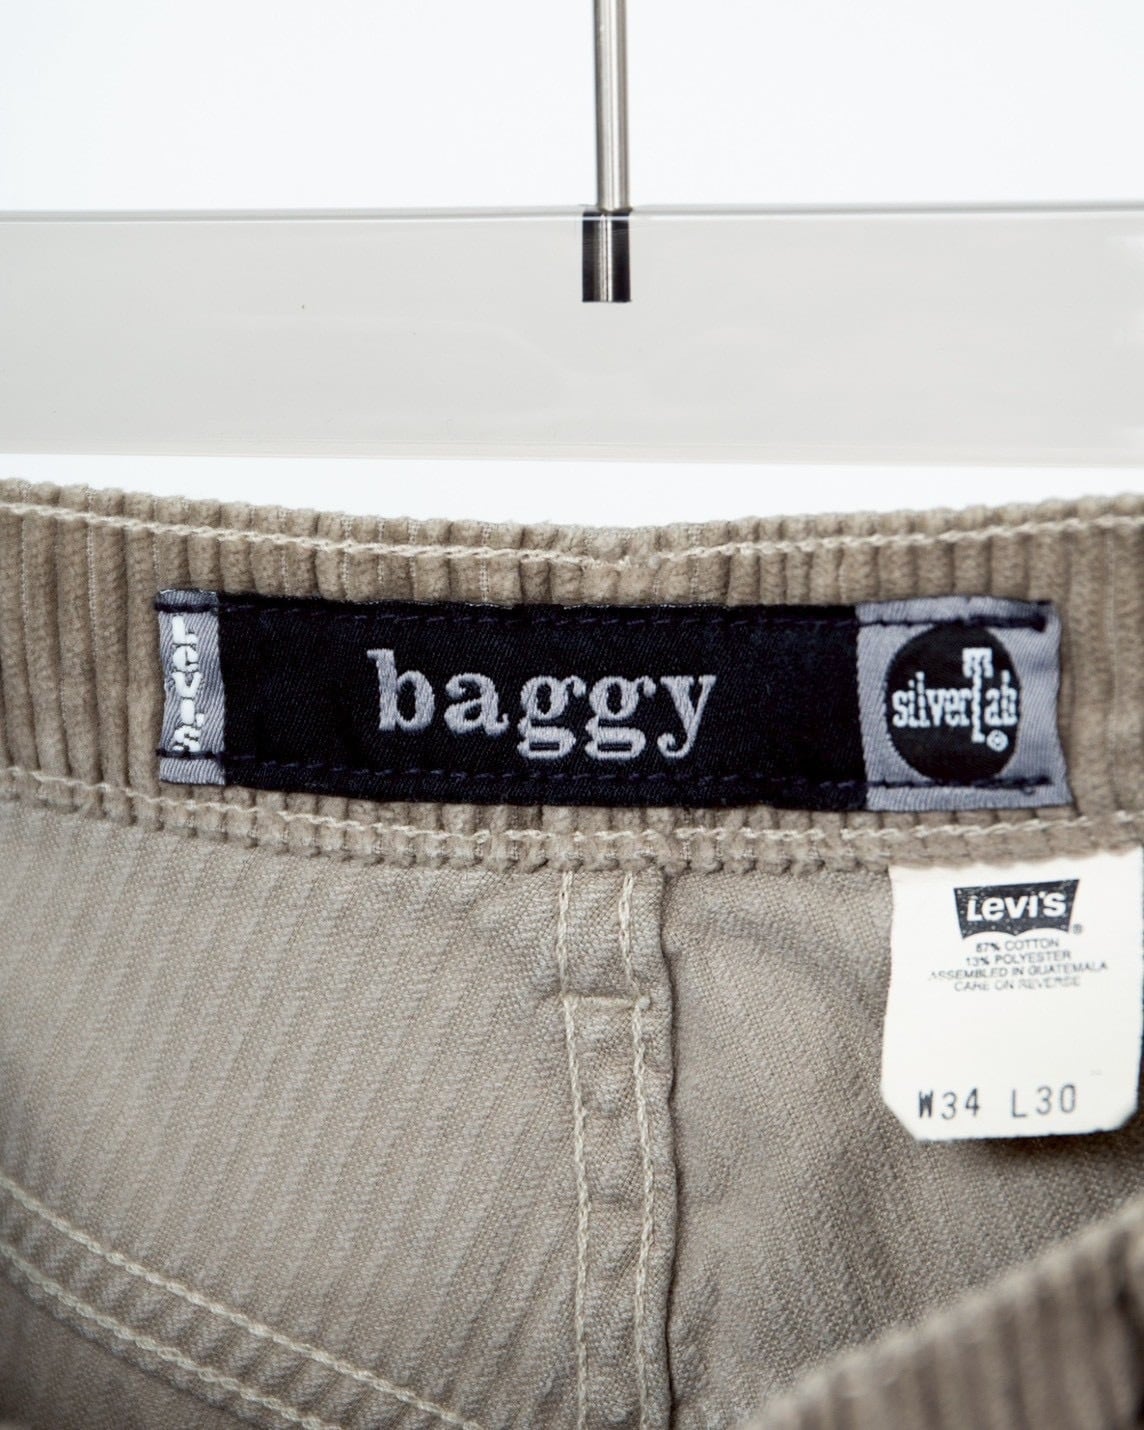 Levi's
baggy
silverTab
Levi's
87% COTTON
13% POLYESTER
ASSEMBLED IN GUATEMALA
CARE ON REVERSE
W34 L30